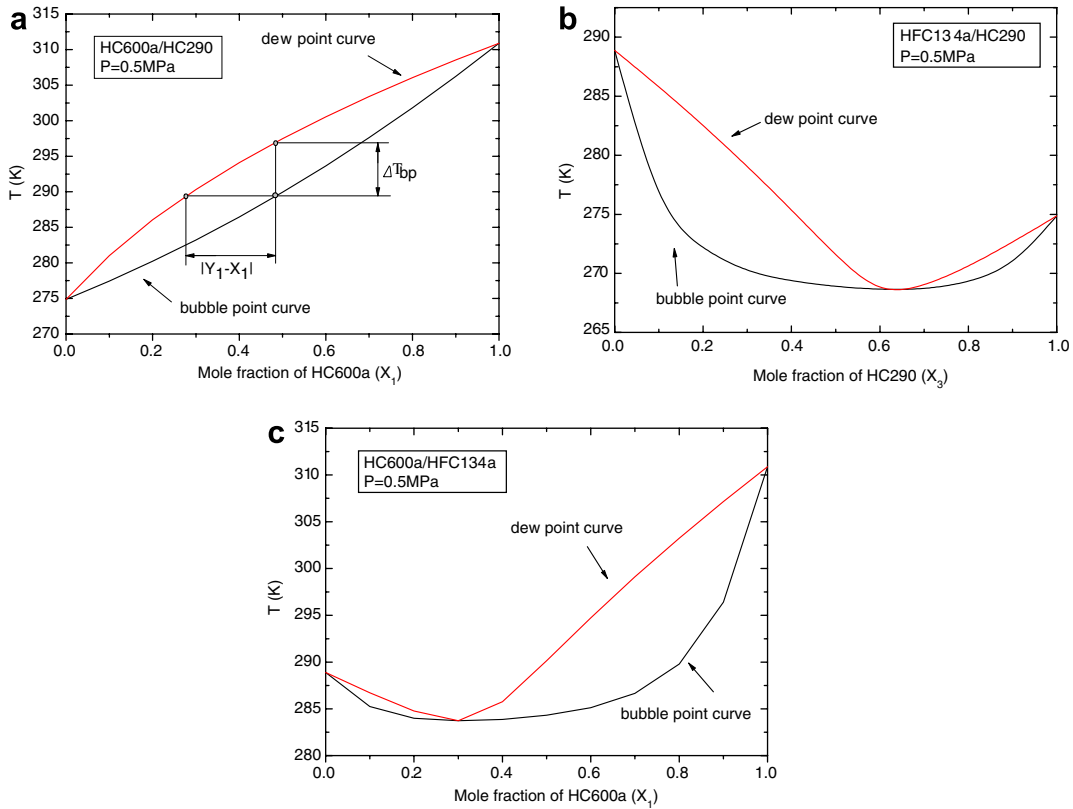 a
HC600a/HC290
P=0.5MPa
dew point curve
ΔTbp
|Y1-X1|
bubble point curve
T (K)
310
305
300
295
290
285
280
275
270
0.0 0.2 0.4 0.6 0.8 1.0
Mole fraction of HC600a (X1)
b
HFC13 4a/HC290
P=0.5MPa
dew point curve
bubble point curve
T (K)
290
285
280
275
270
265
0.0 0.2 0.4 0.6 0.8 1.0
Mole fraction of HC290 (X3)
c
HC600a/HFC134a
P=0.5MPa
dew point curve
bubble point curve
T (K)
315
310
305
300
295
290
285
280
0.0 0.2 0.4 0.6 0.8 1.0
Mole fraction of HC600a (X1)